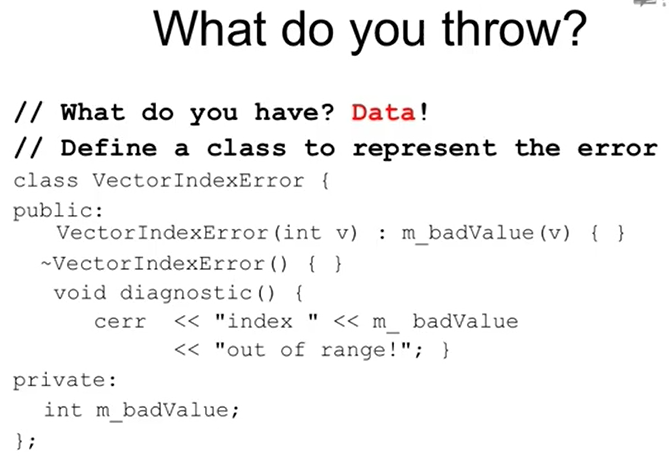 What do you throw?
// What do you have? Data!
// Define a class to represent the error
class VectorIndexError {
public:
VectorIndexError(int v) : m_badValue(v) { }
~VectorIndexError() { }
void diagnostic() {
cerr << "index " << m_ badValue
<< "out of range!"; }
private:
int m_badValue;
};